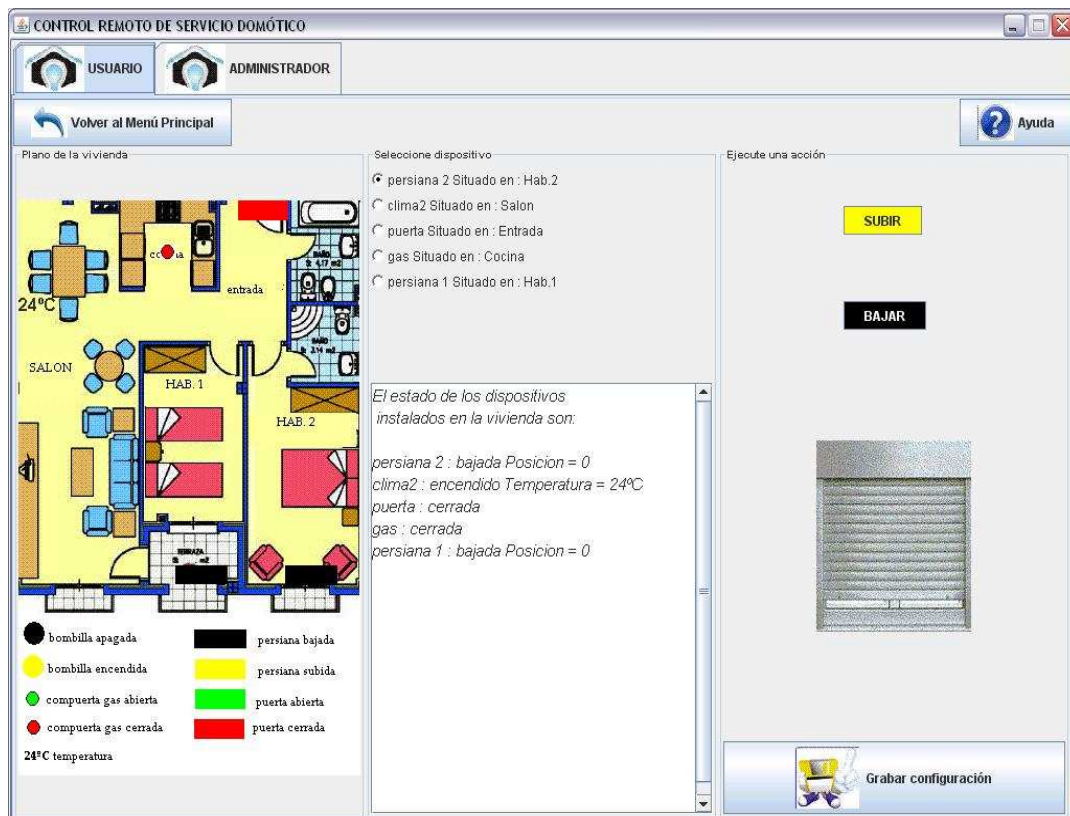 CONTROL REMOTO DE SERVICIO DOMÓTICO
USUARIO
ADMINISTRADOR
Volver al Menú Principal
Ayuda
Plano de la vivienda
entrada
24ºC
SALON
HAB. 1
HAB. 2
BAÑO
BAÑO
TERRAZA
bombilla apagada
persiana bajada
bombilla encendida
persiana subida
compuerta gas abierta
puerta abierta
compuerta gas cerrada
puerta cerrada
24ºC temperatura
Seleccione dispositivo
persiana 2 Situado en : Hab.2
clima2 Situado en : Salon
puerta Situado en : Entrada
gas Situado en : Cocina
persiana 1 Situado en : Hab.1
El estado de los dispositivos
instalados en la vivienda son:
persiana 2 : bajada Posicion = 0
clima2 : encendido Temperatura = 24ºC
puerta : cerrada
gas : cerrada
persiana 1 : bajada Posicion = 0
Ejecute una acción
SUBIR
BAJAR
Grabar configuración